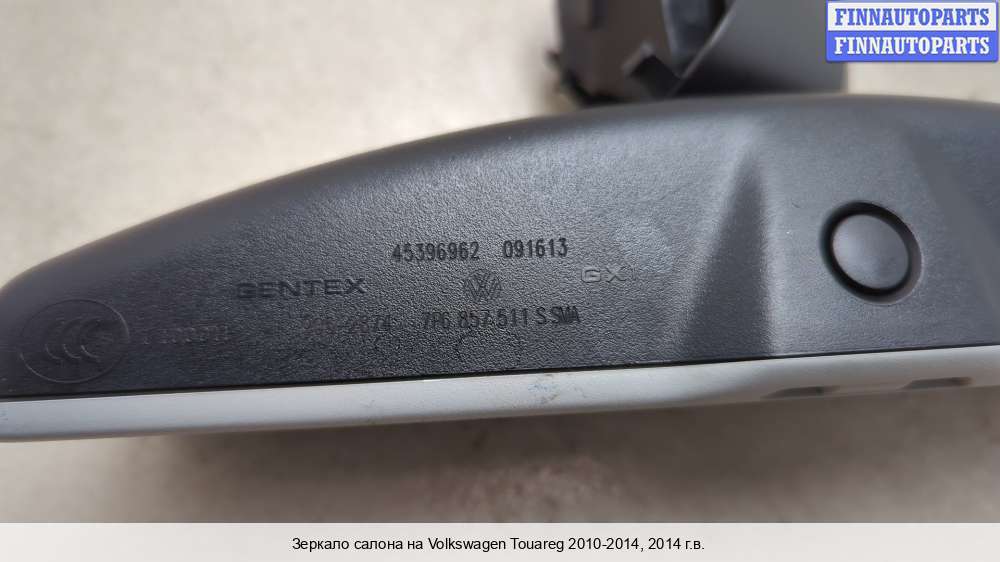 FINNAUTOPARTS
FINNAUTOPARTS
45396962 091613
GENTEX GX
7P6 857 511 S SMA
Зеркало салона на Volkswagen Touareg 2010-2014, 2014 г.в.